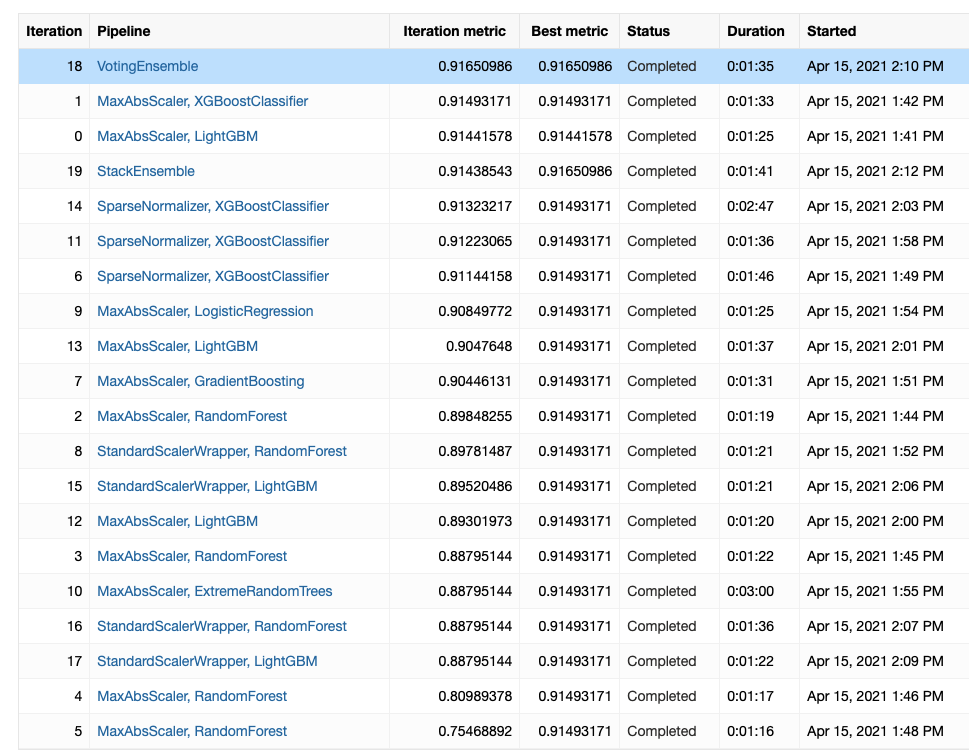 Iteration Pipeline Iteration metric Best metric Status Duration Started
18 VotingEnsemble 0.91650986 0.91650986 Completed 0:01:35 Apr 15, 2021 2:10 PM
1 MaxAbsScaler, XGBoostClassifier 0.91493171 0.91493171 Completed 0:01:33 Apr 15, 2021 1:42 PM
0 MaxAbsScaler, LightGBM 0.91441578 0.91441578 Completed 0:01:25 Apr 15, 2021 1:41 PM
19 StackEnsemble 0.91438543 0.91650986 Completed 0:01:41 Apr 15, 2021 2:12 PM
14 SparseNormalizer, XGBoostClassifier 0.91323217 0.91493171 Completed 0:02:47 Apr 15, 2021 2:03 PM
11 SparseNormalizer, XGBoostClassifier 0.91223065 0.91493171 Completed 0:01:36 Apr 15, 2021 1:58 PM
6 SparseNormalizer, XGBoostClassifier 0.91144158 0.91493171 Completed 0:01:46 Apr 15, 2021 1:49 PM
9 MaxAbsScaler, LogisticRegression 0.90849772 0.91493171 Completed 0:01:25 Apr 15, 2021 1:54 PM
13 MaxAbsScaler, LightGBM 0.9047648 0.91493171 Completed 0:01:37 Apr 15, 2021 2:01 PM
7 MaxAbsScaler, GradientBoosting 0.90446131 0.91493171 Completed 0:01:31 Apr 15, 2021 1:51 PM
2 MaxAbsScaler, RandomForest 0.89848255 0.91493171 Completed 0:01:19 Apr 15, 2021 1:44 PM
8 StandardScalerWrapper, RandomForest 0.89781487 0.91493171 Completed 0:01:21 Apr 15, 2021 1:52 PM
15 StandardScalerWrapper, LightGBM 0.89520486 0.91493171 Completed 0:01:21 Apr 15, 2021 2:06 PM
12 MaxAbsScaler, LightGBM 0.89301973 0.91493171 Completed 0:01:20 Apr 15, 2021 2:00 PM
3 MaxAbsScaler, RandomForest 0.88795144 0.91493171 Completed 0:01:22 Apr 15, 2021 1:45 PM
10 MaxAbsScaler, ExtremeRandomTrees 0.88795144 0.91493171 Completed 0:03:00 Apr 15, 2021 1:55 PM
16 StandardScalerWrapper, RandomForest 0.88795144 0.91493171 Completed 0:01:36 Apr 15, 2021 2:07 PM
17 StandardScalerWrapper, LightGBM 0.88795144 0.91493171 Completed 0:01:22 Apr 15, 2021 2:09 PM
4 MaxAbsScaler, RandomForest 0.80989378 0.91493171 Completed 0:01:17 Apr 15, 2021 1:46 PM
5 MaxAbsScaler, RandomForest 0.75468892 0.91493171 Completed 0:01:16 Apr 15, 2021 1:48 PM